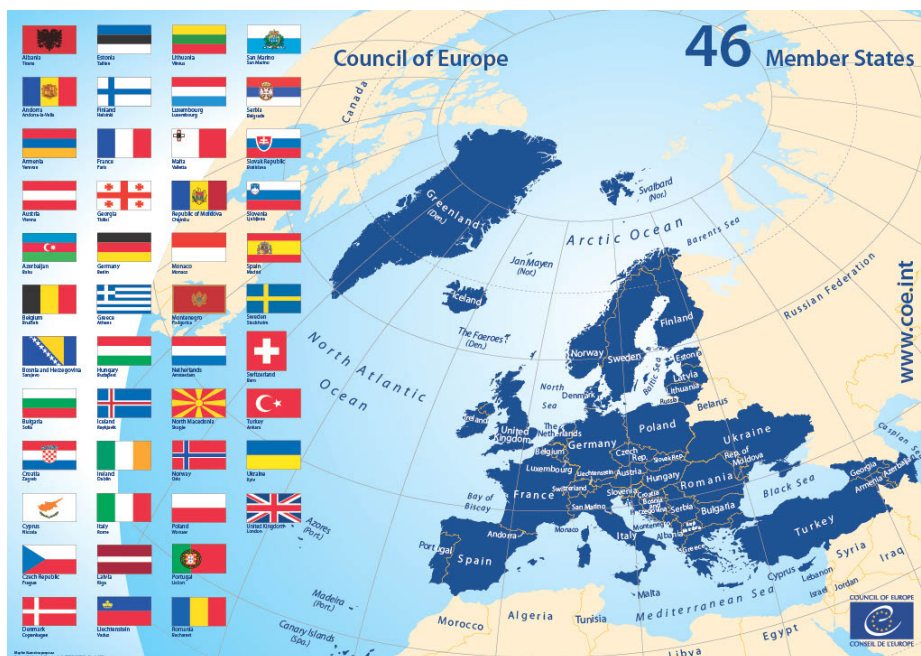 Council of Europe
46 Member States
Albania
Tirana
Estonia
Tallinn
Lithuania
Vilnius
San Marino
San Marino
Andorra
Andorra-la-Vella
Finland
Helsinki
Luxembourg
Luxembourg
Serbia
Belgrade
Armenia
Yerevan
France
Paris
Malta
Valletta
Slovak Republic
Bratislava
Austria
Vienna
Georgia
Tbilisi
Republic of Moldova
Chişinău
Slovenia
Ljubljana
Azerbaijan
Baku
Germany
Berlin
Monaco
Monaco
Spain
Madrid
Belgium
Brussels
Greece
Athens
Montenegro
Podgorica
Sweden
Stockholm
Bosnia and Herzegovina
Sarajevo
Hungary
Budapest
Netherlands
Amsterdam
Switzerland
Bern
Bulgaria
Sofia
Iceland
Reykjavik
North Macedonia
Skopje
Turkey
Ankara
Croatia
Zagreb
Ireland
Dublin
Norway
Oslo
Ukraine
Kyiv
Cyprus
Nicosia
Italy
Rome
Poland
Warsaw
United Kingdom
London
Czech Republic
Prague
Latvia
Riga
Portugal
Lisbon
Denmark
Copenhagen
Liechtenstein
Vaduz
Romania
Bucharest
Canada
Greenland
(Den.)
Svalbard
(Nor.)
Arctic Ocean
Barents Sea
Jan Mayen
(Nor.)
Iceland
Russian Federation
The Faeroes
(Den.)
Finland
Norway
Sweden
North Atlantic
Ocean
Baltic Sea
Estonia
Latvia
Lithuania
Russia
Belarus
North
Sea
Denmark
Ireland
United
Kingdom
The
Netherlands
Belgium
Germany
Poland
Ukraine
Luxembourg
Czech
Rep.
Slovak Rep.
Rep. of
Moldova
Liechtenstein
Austria
Hungary
France
Switzerland
Slovenia
Croatia
Romania
Bay of
Biscay
San Marino
Bosnia
and
Herzegovina
Serbia
Bulgaria
Black Sea
Georgia
Armenia
Azerbaijan
Caspian
Azores
(Port.)
Andorra
Monaco
Italy
Montenegro
Albania
Greece
Turkey
Portugal
Spain
Madeira
(Port.)
Malta
Cyprus
Mediterranean Sea
Syria
Lebanon
Israel
Jordan
Iraq
Canary Islands
(Spa.)
Morocco
Algeria
Tunisia
Libya
Egypt
www.coe.int
COUNCIL OF EUROPE
CONSEIL DE L'EUROPE